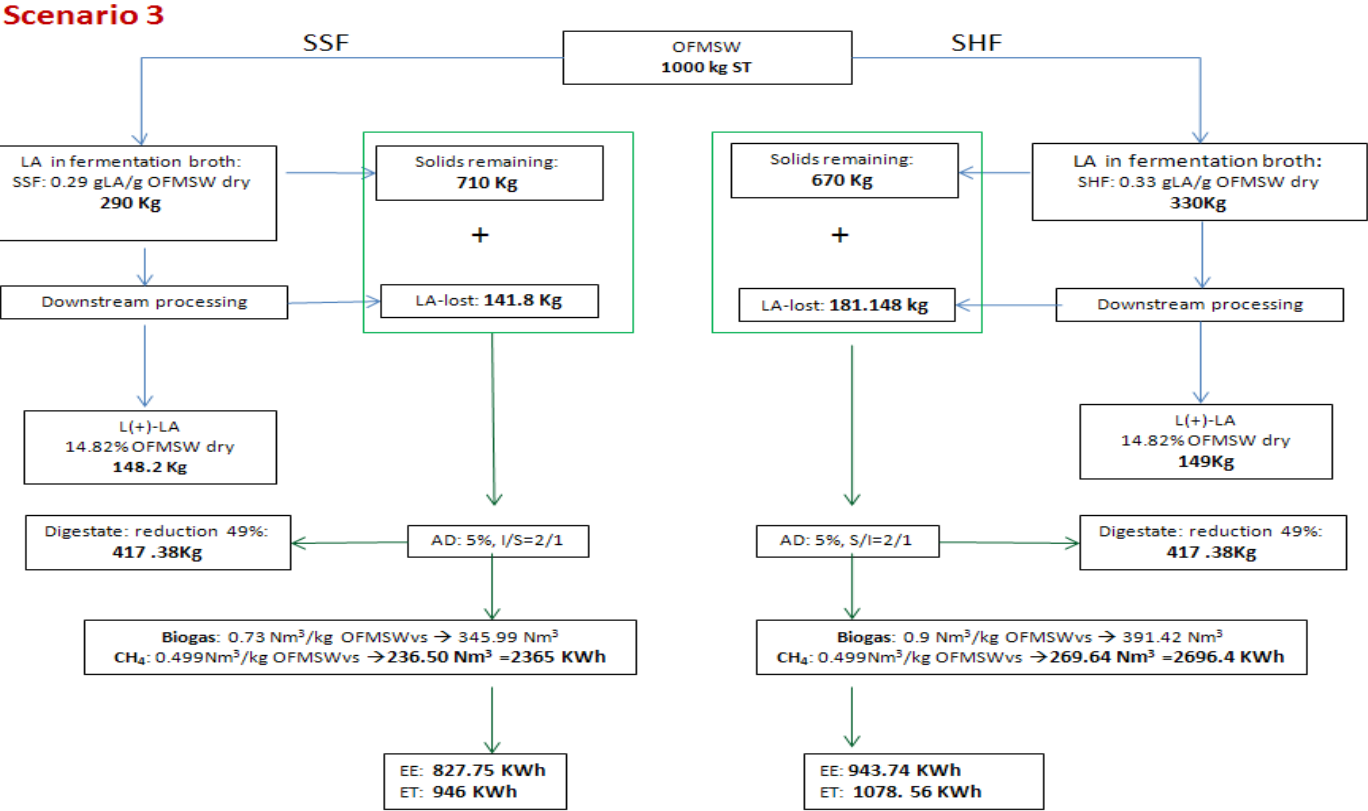 Scenario 3
SSF
OFMSW
1000 kg ST
SHF
LA in fermentation broth:
SSF: 0.29 gLA/g OFMSW dry
290 Kg
Solids remaining:
710 Kg
+
LA-lost: 141.8 Kg
Downstream processing
L(+)-LA
14.82% OFMSW dry
148.2 Kg
Digestate: reduction 49%:
417 .38Kg
AD: 5%, I/S=2/1
Biogas: 0.73 Nm³/kg OFMSWvs → 345.99 Nm³
CH₄: 0.499Nm³/kg OFMSWvs →236.50 Nm³ =2365 KWh
EE: 827.75 KWh
ET: 946 KWh
Solids remaining:
670 Kg
+
LA-lost: 181.148 kg
LA in fermentation broth:
SHF: 0.33 gLA/g OFMSW dry
330Kg
Downstream processing
L(+)-LA
14.82% OFMSW dry
149Kg
AD: 5%, S/I=2/1
Digestate: reduction 49%:
417 .38Kg
Biogas: 0.9 Nm³/kg OFMSWvs → 391.42 Nm³
CH₄: 0.499Nm³/kg OFMSWvs →269.64 Nm³ =2696.4 KWh
EE: 943.74 KWh
ET: 1078. 56 KWh